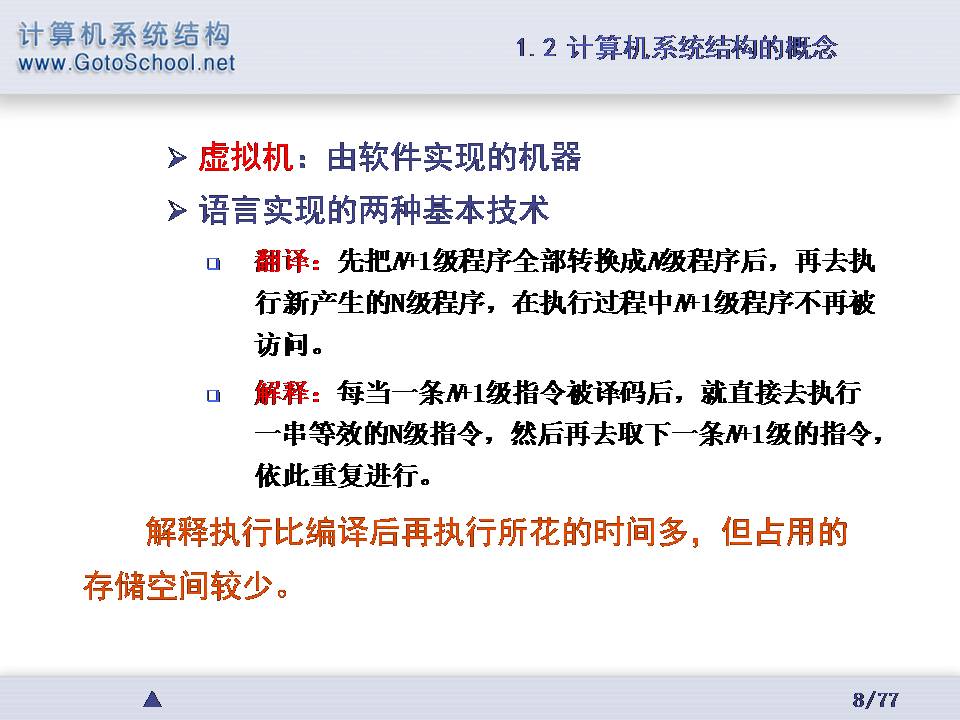 计算机系统结构
www.GotoSchool.net
1.2 计算机系统结构的概念
➢ 虚拟机：由软件实现的机器
➢ 语言实现的两种基本技术
❑ 翻译：先把N+1级程序全部转换成N级程序后，再去执
行新产生的N级程序，在执行过程中N+1级程序不再被
访问。
❑ 解释：每当一条N+1级指令被译码后，就直接去执行
一串等效的N级指令，然后再去取下一条N+1级的指令，
依此重复进行。
解释执行比编译后再执行所花的时间多，但占用的
存储空间较少。
8/77